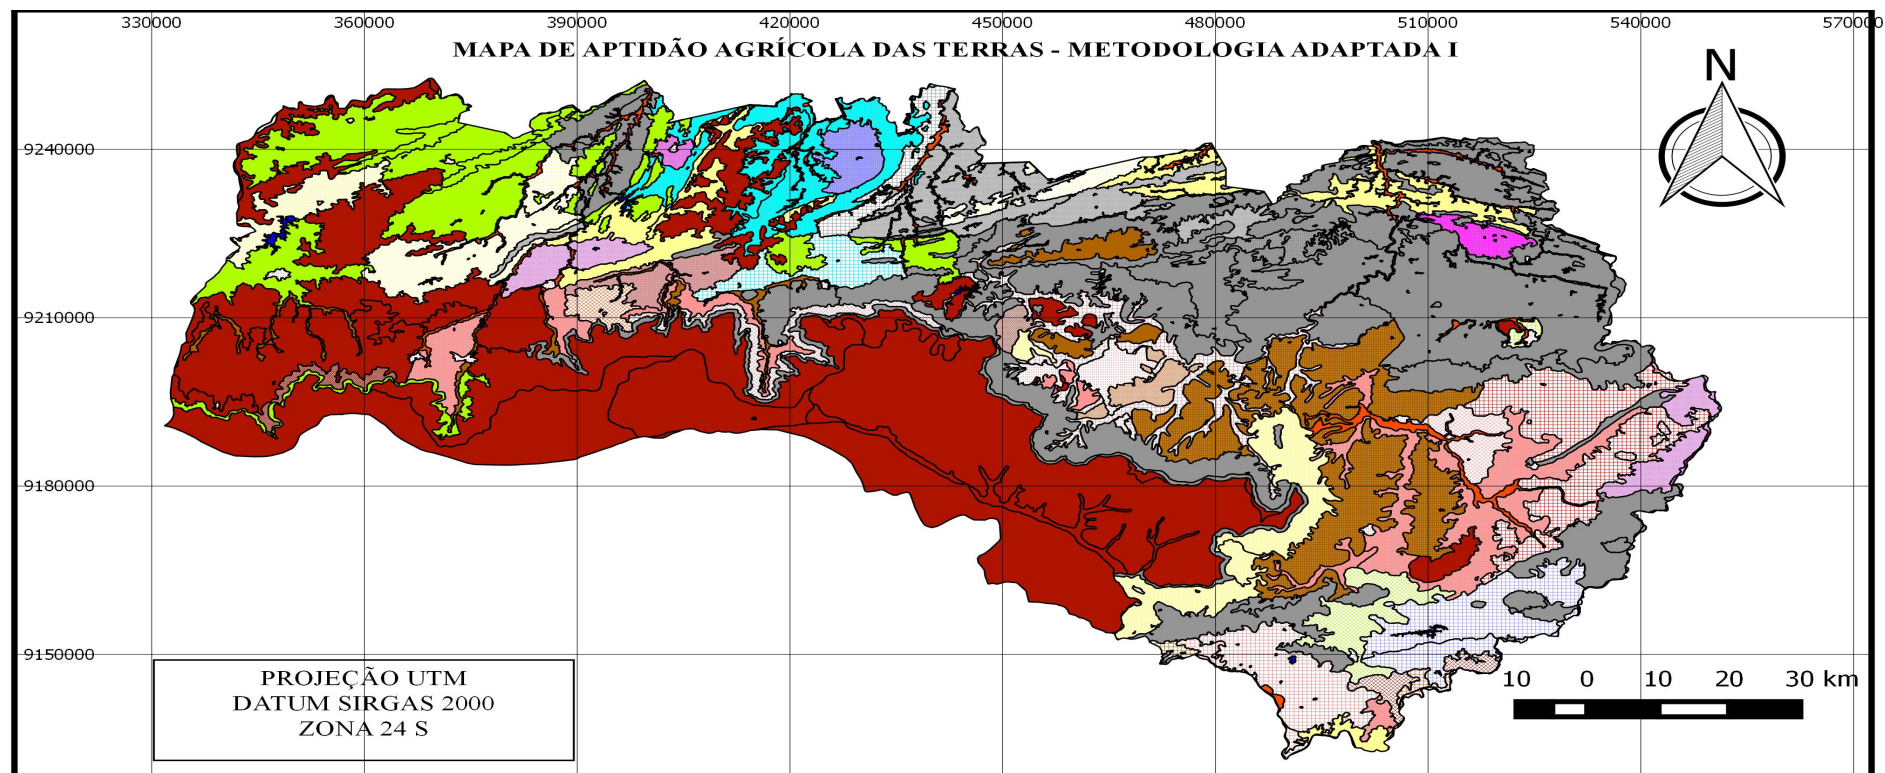 330000 360000 390000 420000 450000 480000 510000 540000 570000
MAPA DE APTIDÃO AGRÍCOLA DAS TERRAS - METODOLOGIA ADAPTADA I
N
9240000
9210000
9180000
9150000
PROJEÇÃO UTM
DATUM SIRGAS 2000
ZONA 24 S
10 0 10 20 30 km